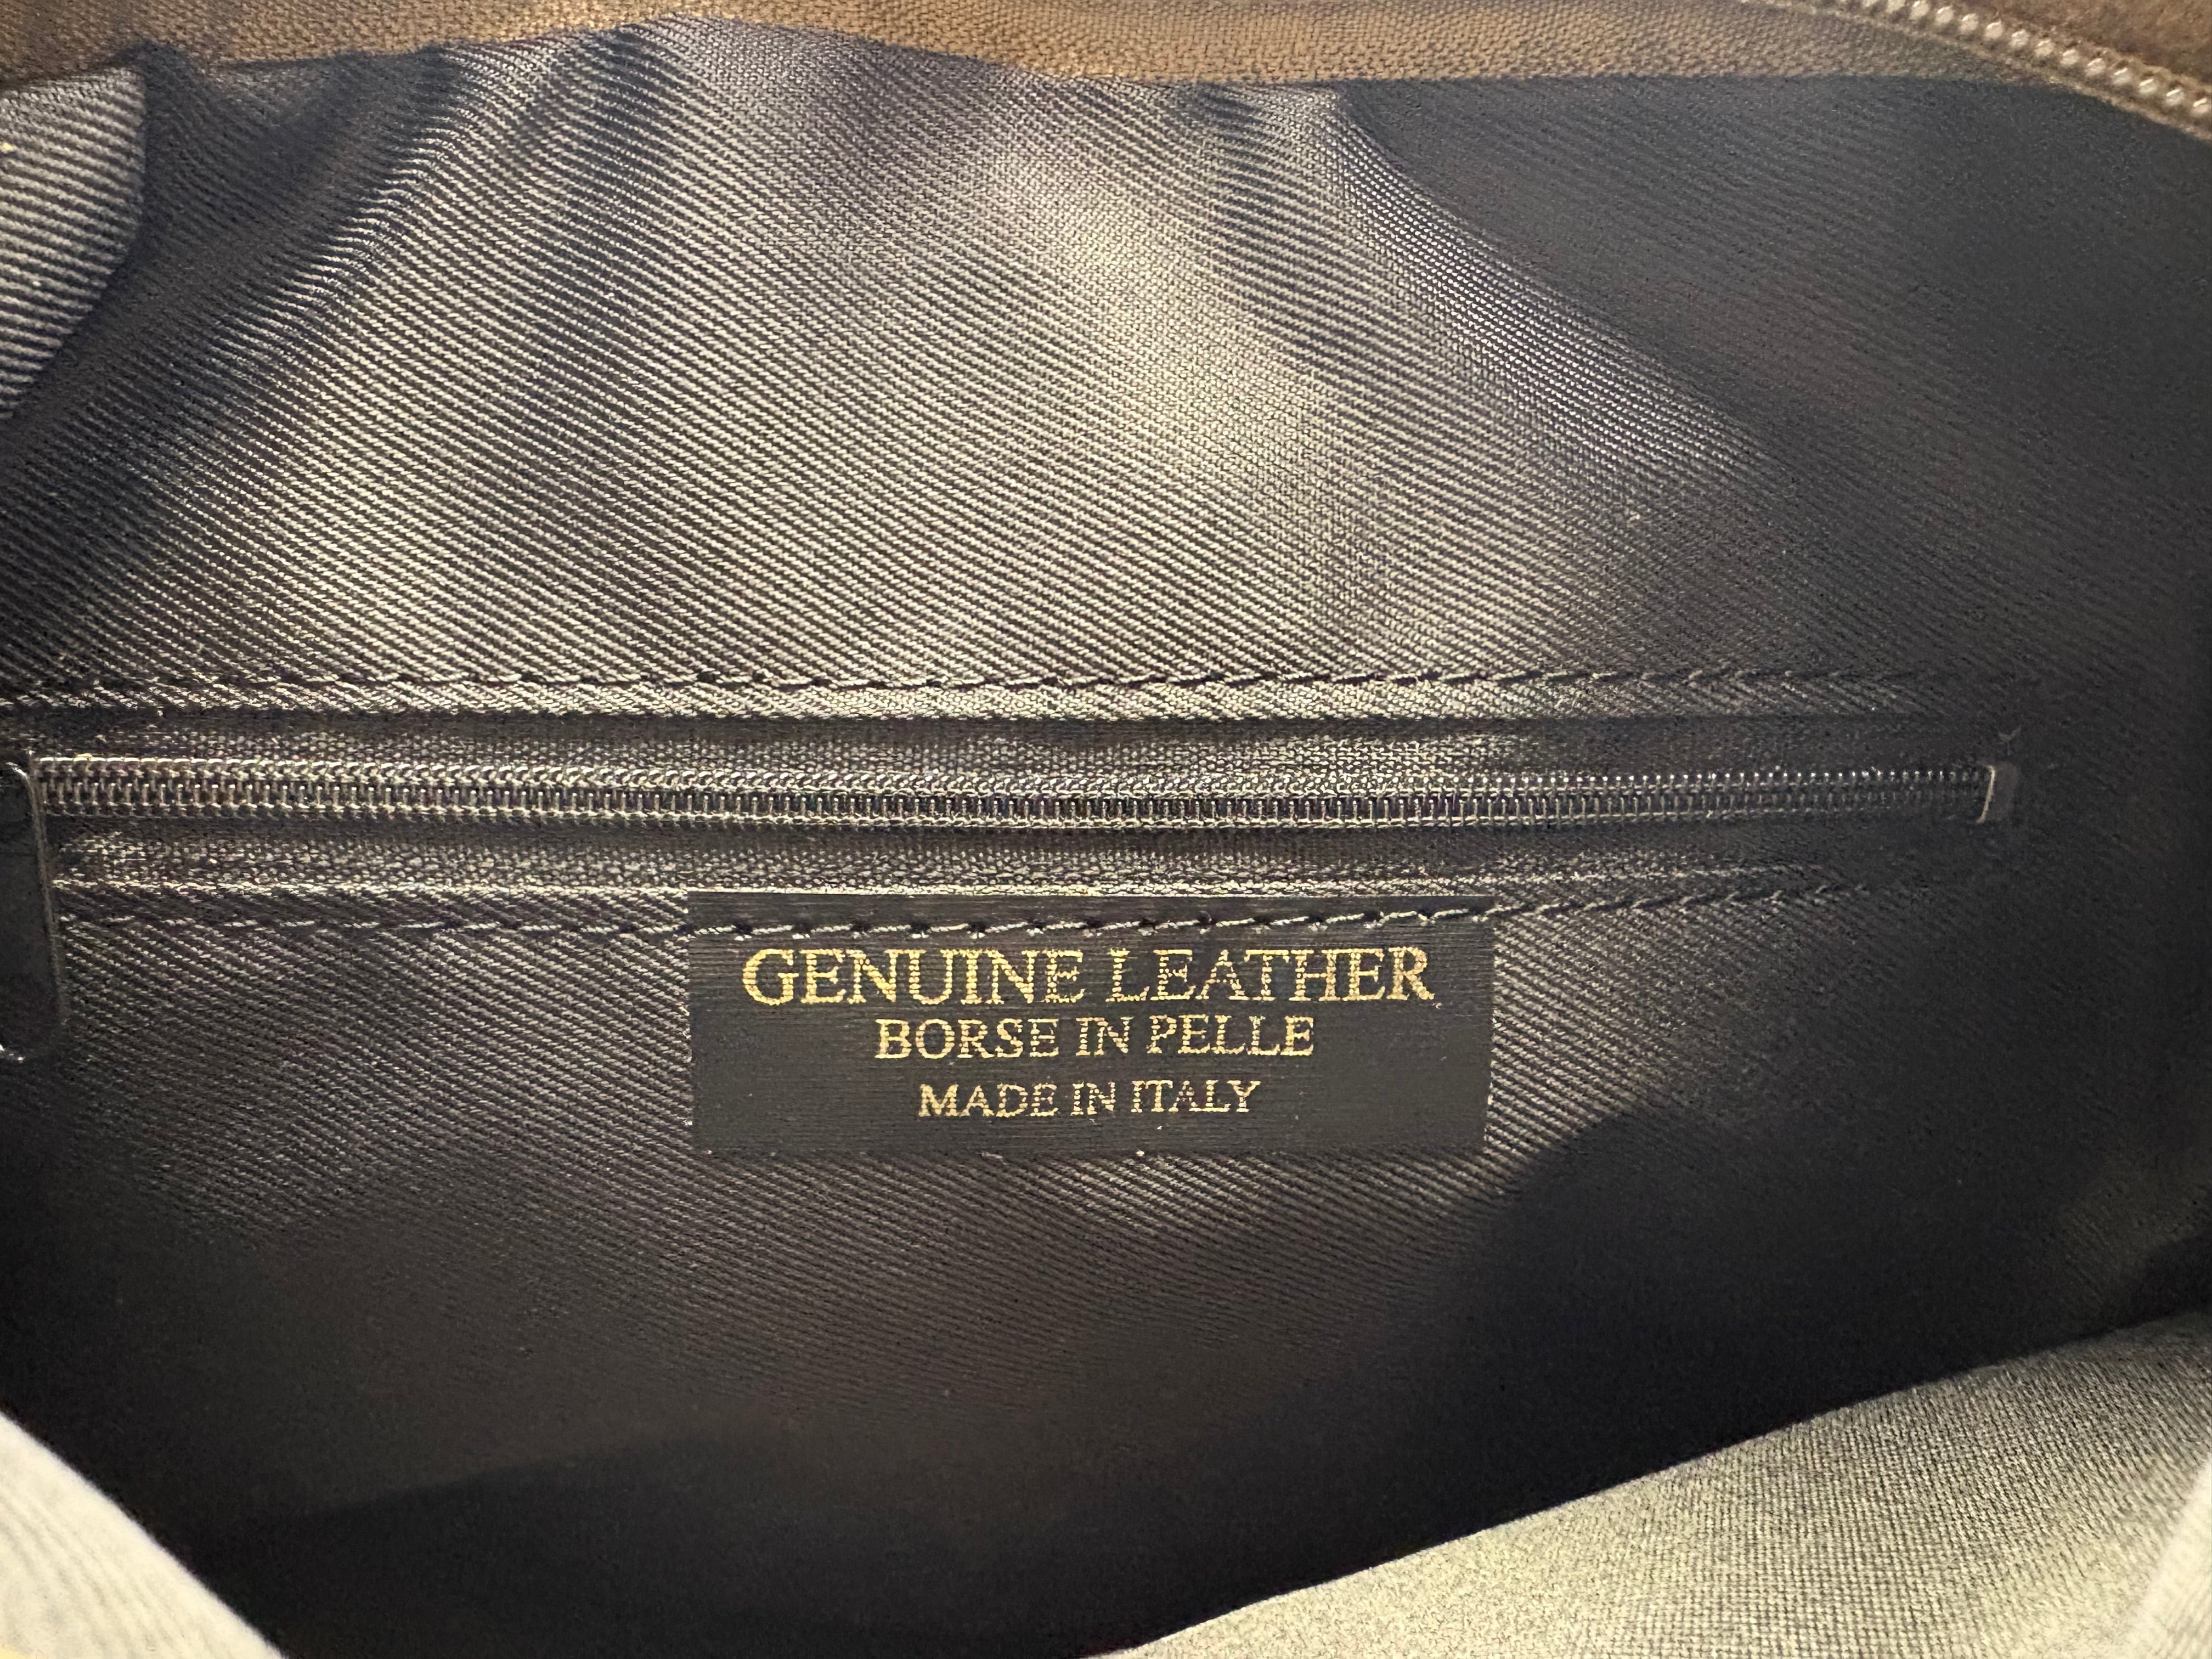 GENUINE LEATHER
BORSE IN PELLE
MADE IN ITALY